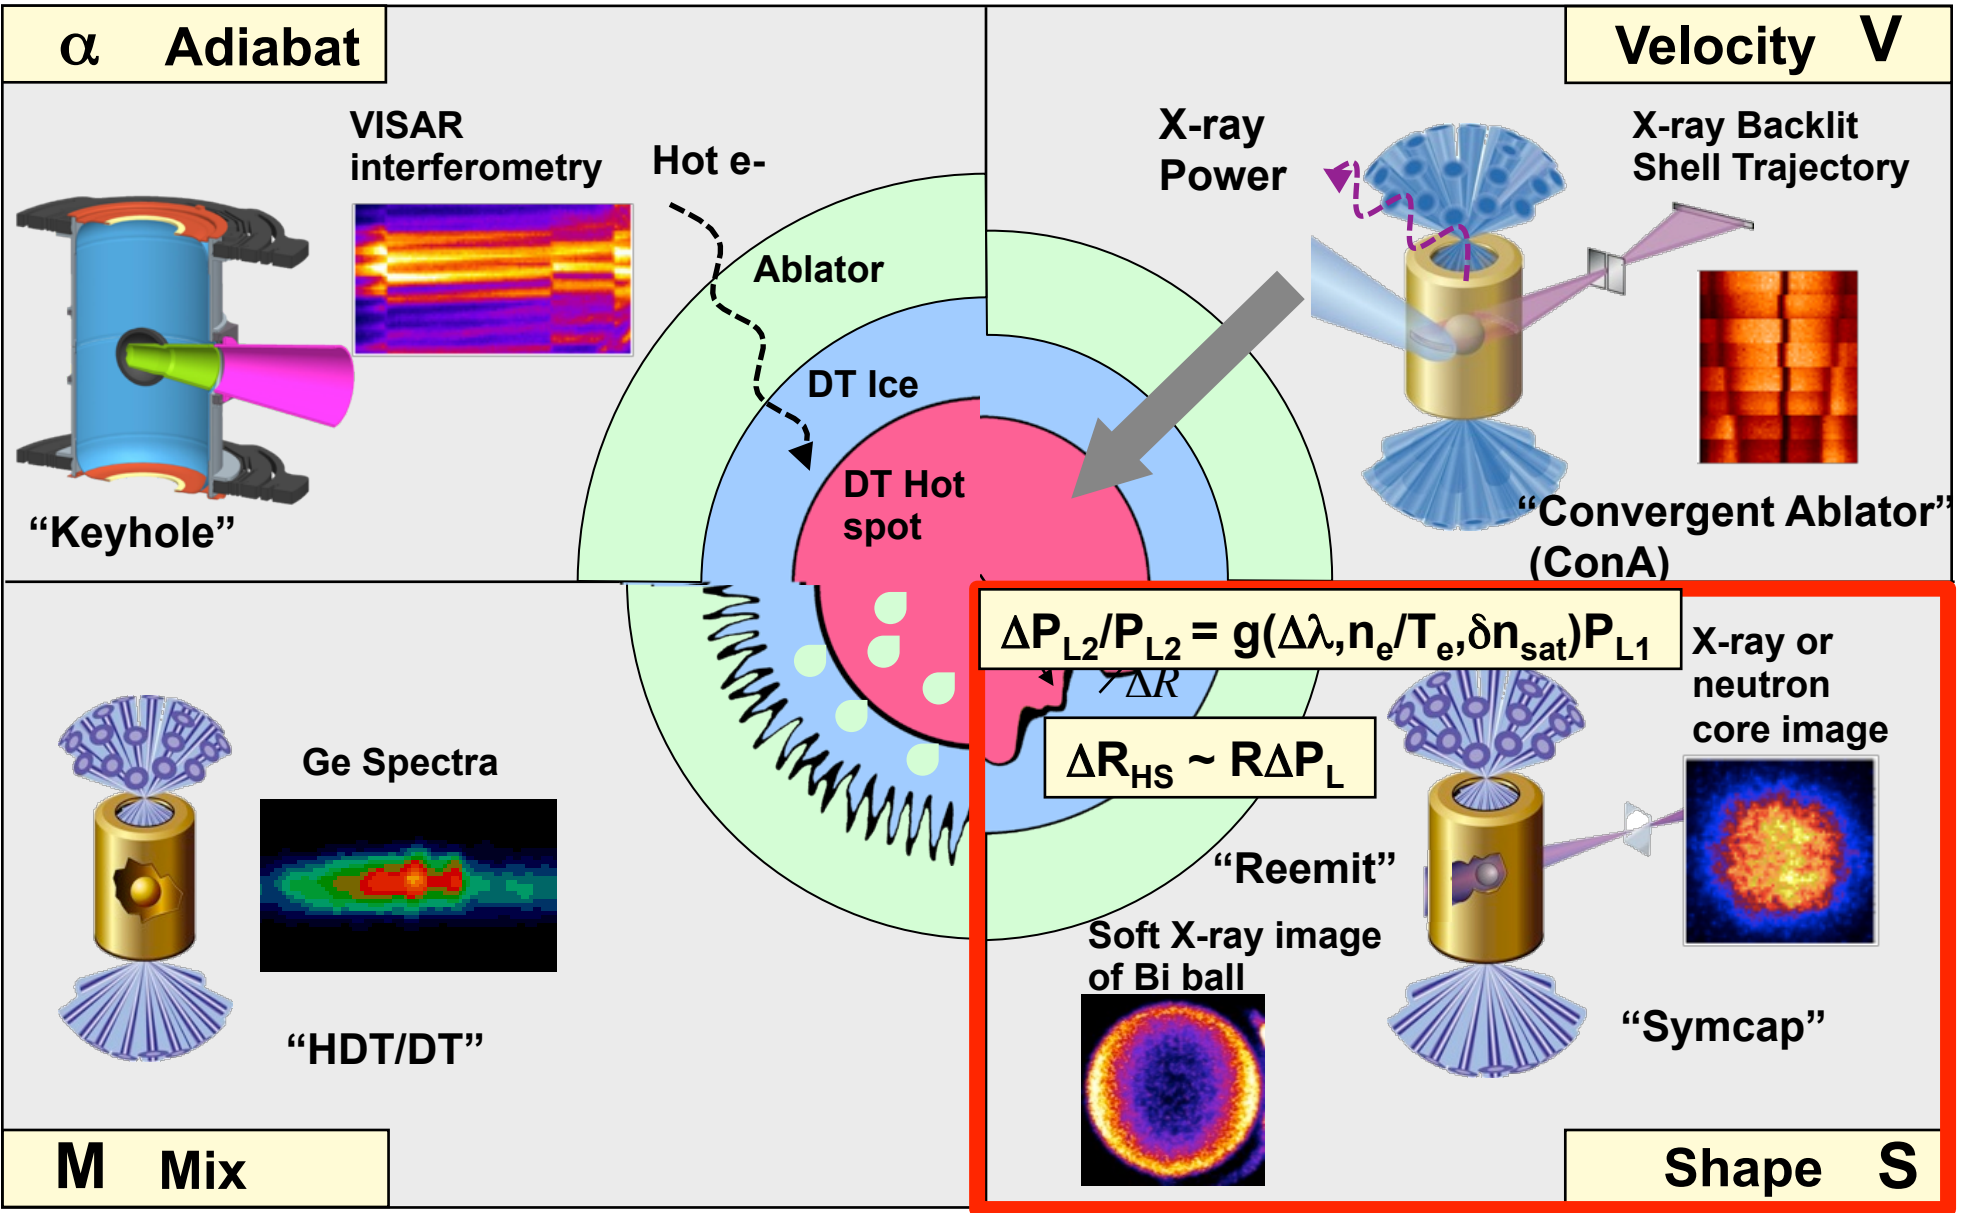 α Adiabat
VISAR
interferometry
Hot e-
Ablator
DT Ice
DT Hot
spot
“Keyhole”
Velocity V
X-ray
Power
X-ray Backlit
Shell Trajectory
“Convergent Ablator”
(ConA)
Ge Spectra
“HDT/DT”
M Mix
ΔP_L2/P_L2 = g(Δλ,n_e/T_e,δn_sat)P_L1
ΔR
ΔR_HS ~ RΔP_L
X-ray or
neutron
core image
“Reemit”
Soft X-ray image
of Bi ball
“Symcap”
Shape S